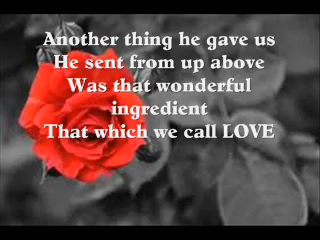 Another thing he gave us
He sent from up above
Was that wonderful
ingredient
That which we call LOVE